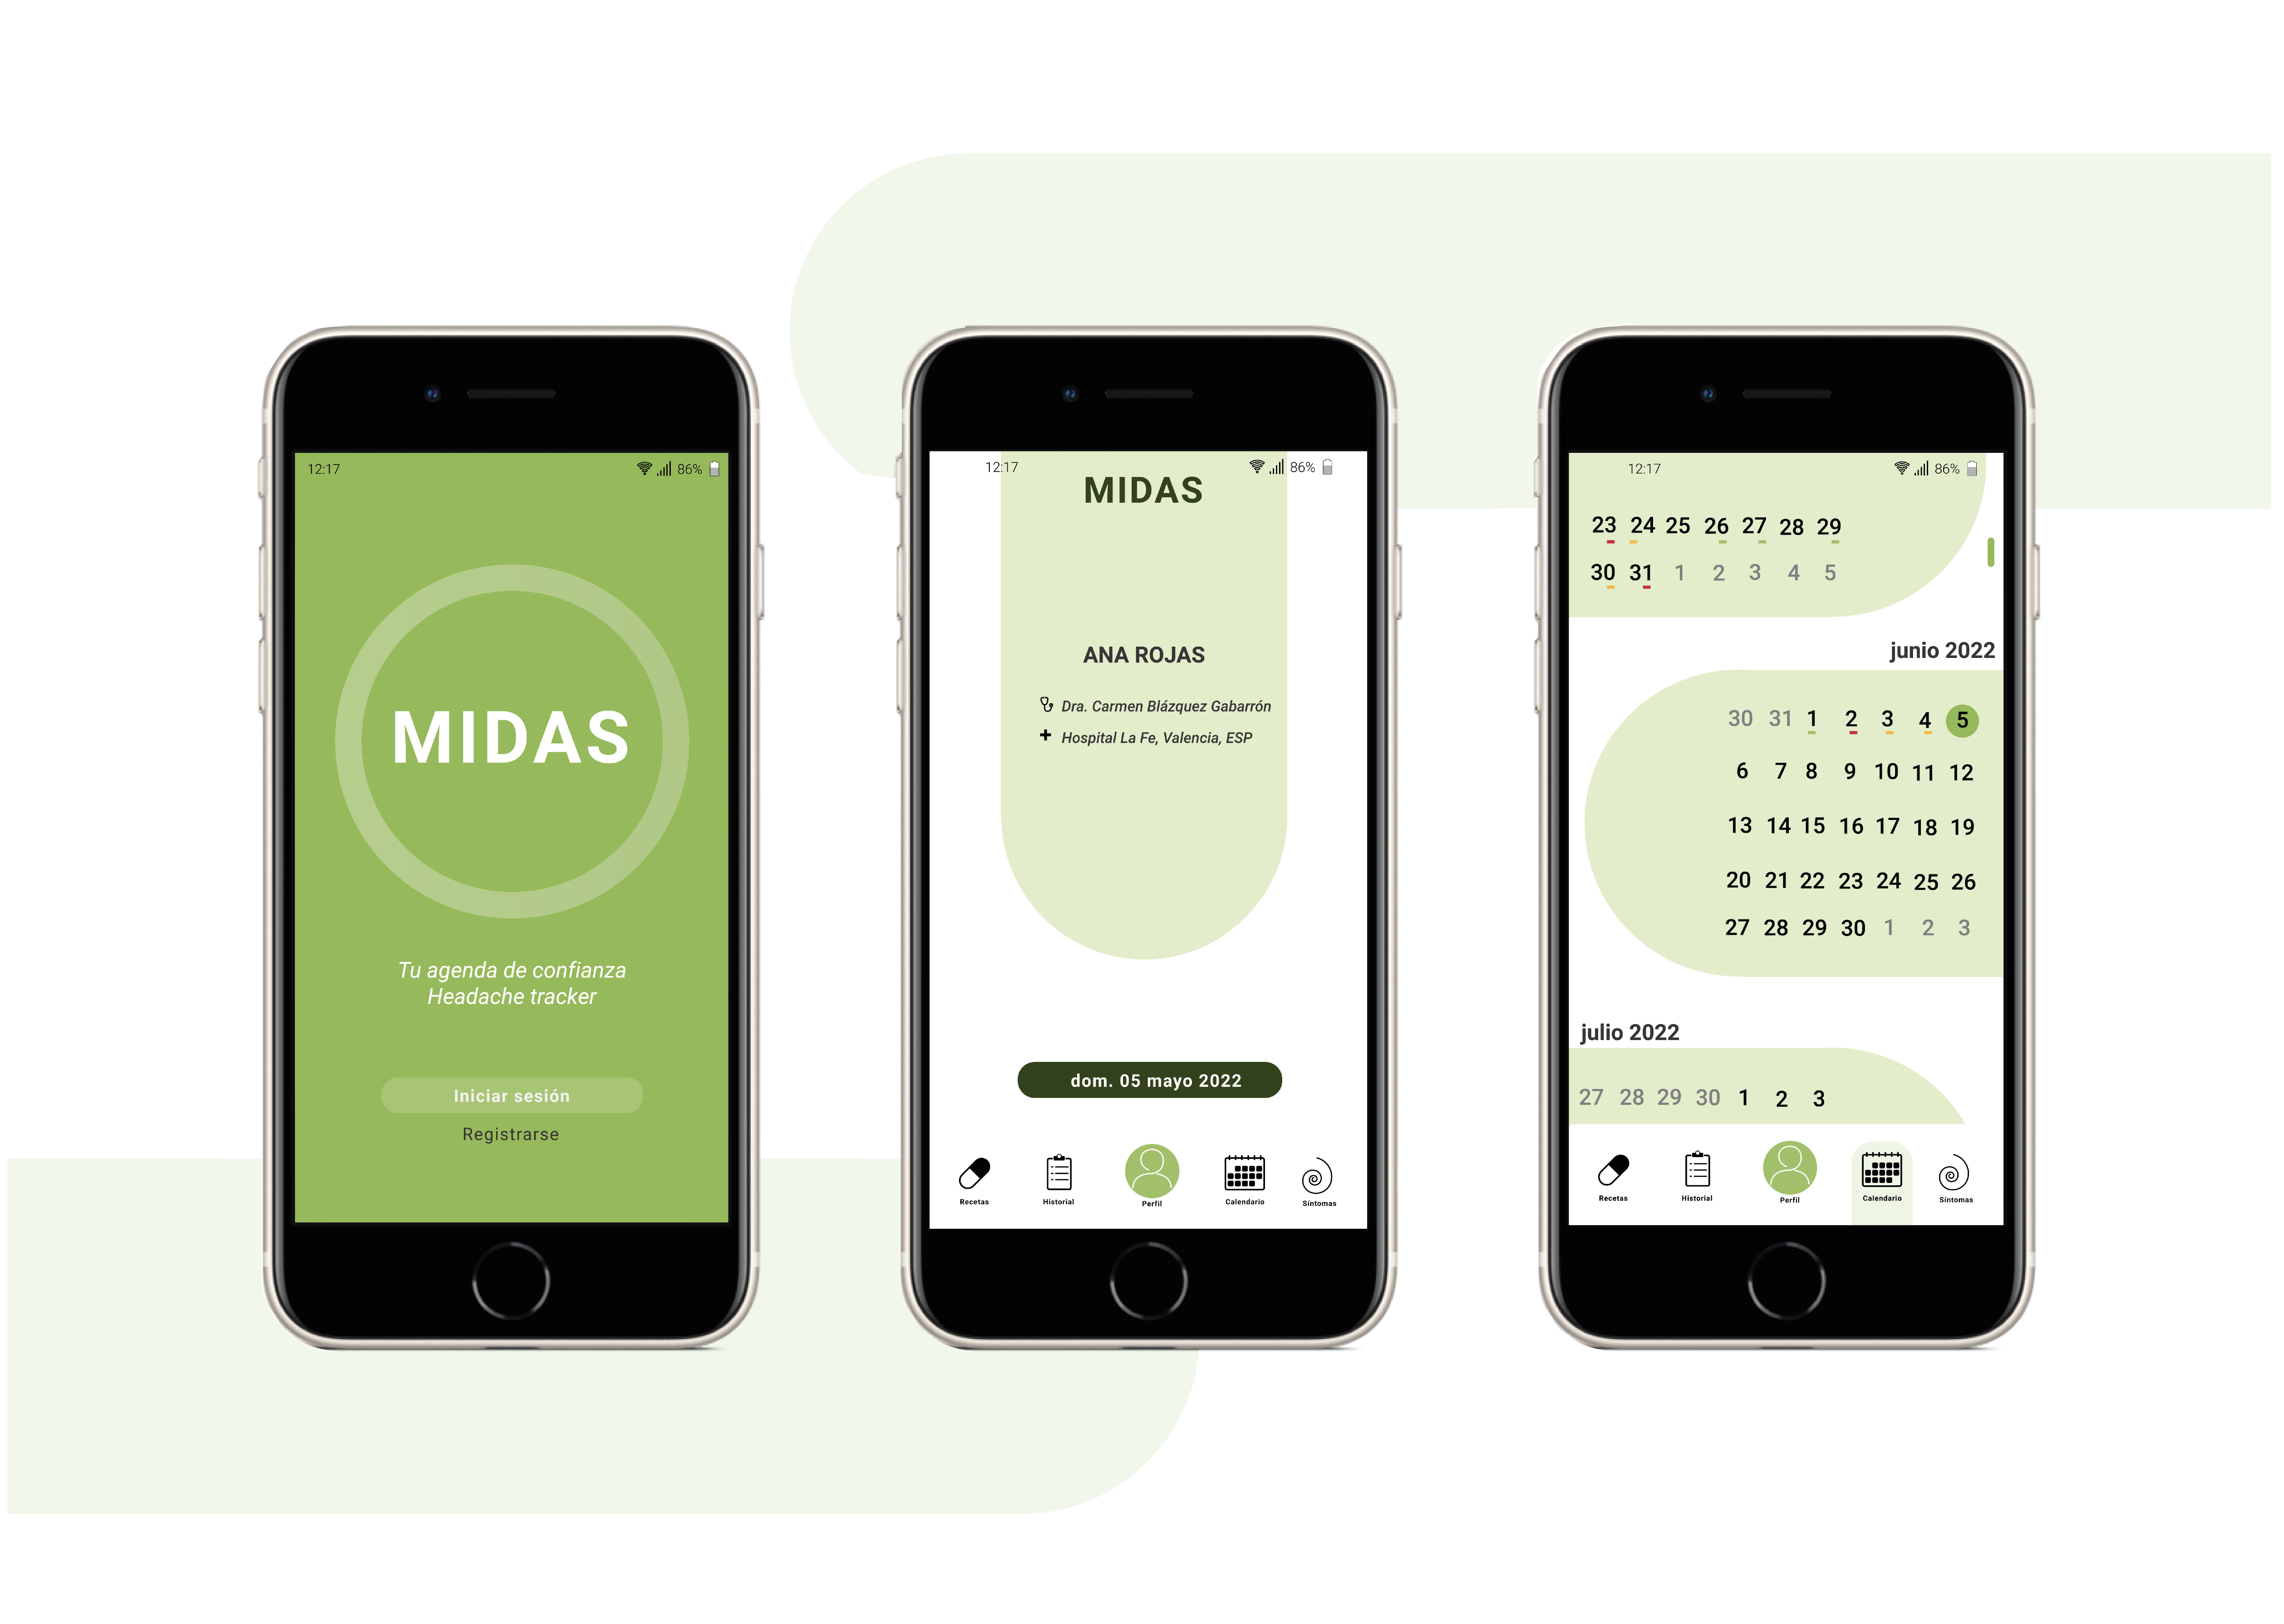 12:17 86%
MIDAS
Tu agenda de confianza
Headache tracker
Iniciar sesión
Registrarse
12:17 86%
MIDAS
ANA ROJAS
Dra. Carmen Blázquez Gabarrón
Hospital La Fe, Valencia, ESP
dom. 05 mayo 2022
Recetas Historial Perfil Calendario Síntomas
12:17 86%
23 24 25 26 27 28 29
30 31 1 2 3 4 5
junio 2022
30 31 1 2 3 4 5
6 7 8 9 10 11 12
13 14 15 16 17 18 19
20 21 22 23 24 25 26
27 28 29 30 1 2 3
julio 2022
27 28 29 30 1 2 3
Recetas Historial Perfil Calendario Síntomas